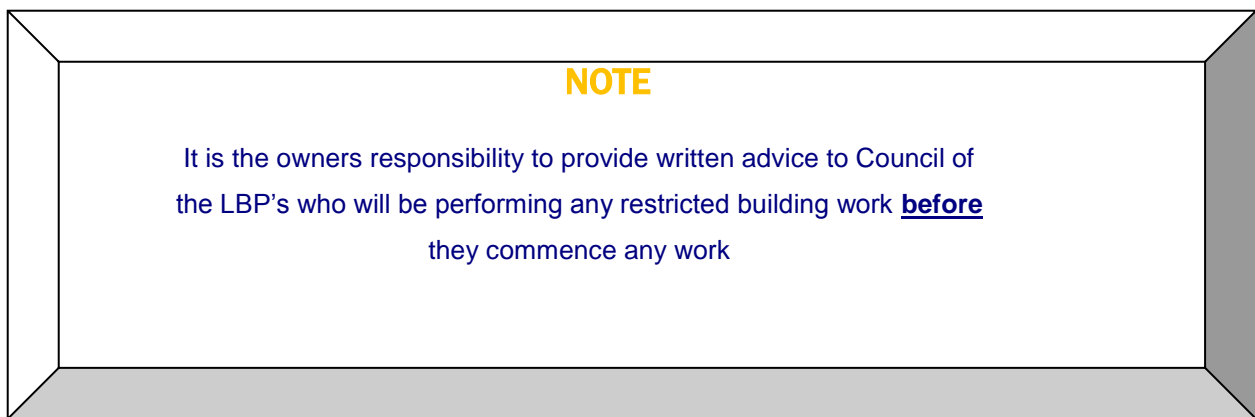 NOTE
It is the owners responsibility to provide written advice to Council of
the LBP's who will be performing any restricted building work before
they commence any work